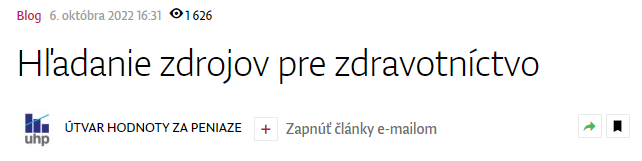 Blog 6. októbra 2022 16:31 1 626
Hľadanie zdrojov pre zdravotníctvo
uhp ÚTVAR HODNOTY ZA PENIAZE + Zapnúť články e-mailom